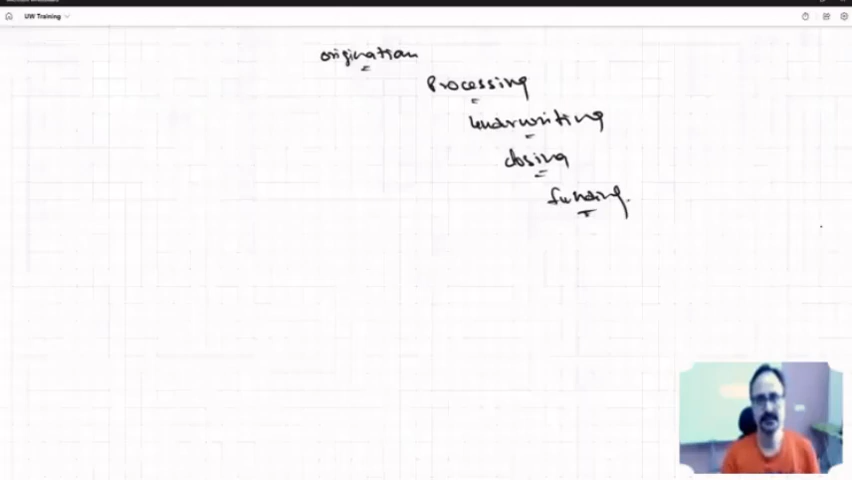 UW Training
origination
Processing
underwriting
closing
funding.